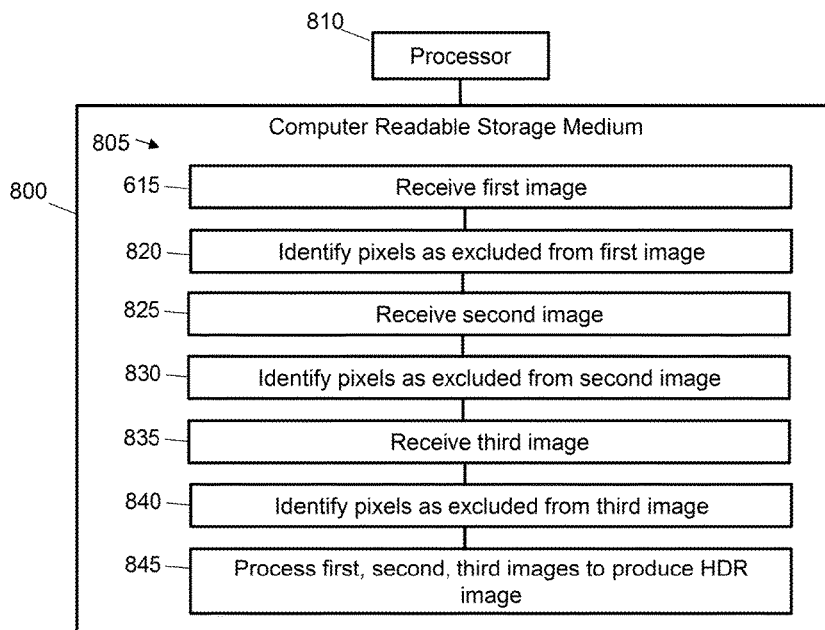 810
Processor
Computer Readable Storage Medium
805
800
615
Receive first image
820
Identify pixels as excluded from first image
825
Receive second image
830
Identify pixels as excluded from second image
835
Receive third image
840
Identify pixels as excluded from third image
845
Process first, second, third images to produce HDR
image